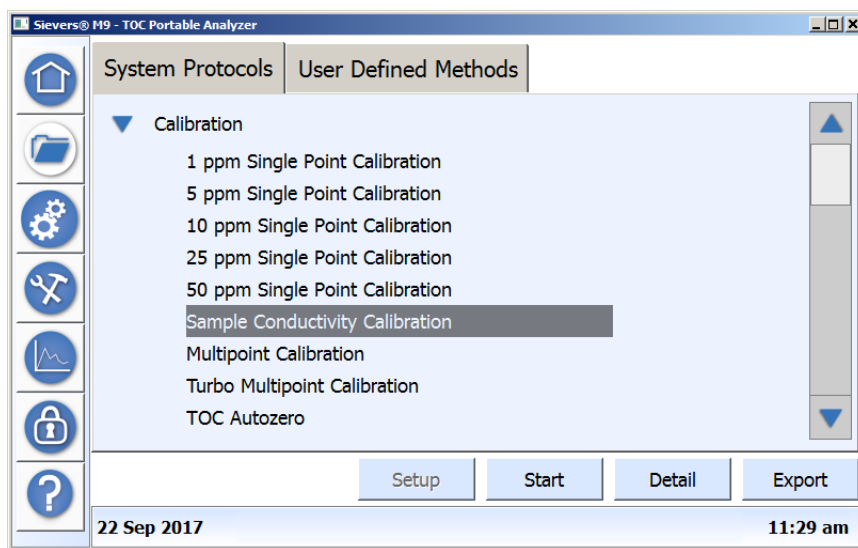 Sievers® M9 - TOC Portable Analyzer
System Protocols User Defined Methods
Calibration
1 ppm Single Point Calibration
5 ppm Single Point Calibration
10 ppm Single Point Calibration
25 ppm Single Point Calibration
50 ppm Single Point Calibration
Sample Conductivity Calibration
Multipoint Calibration
Turbo Multipoint Calibration
TOC Autozero
Setup Start Detail Export
22 Sep 2017 11:29 am